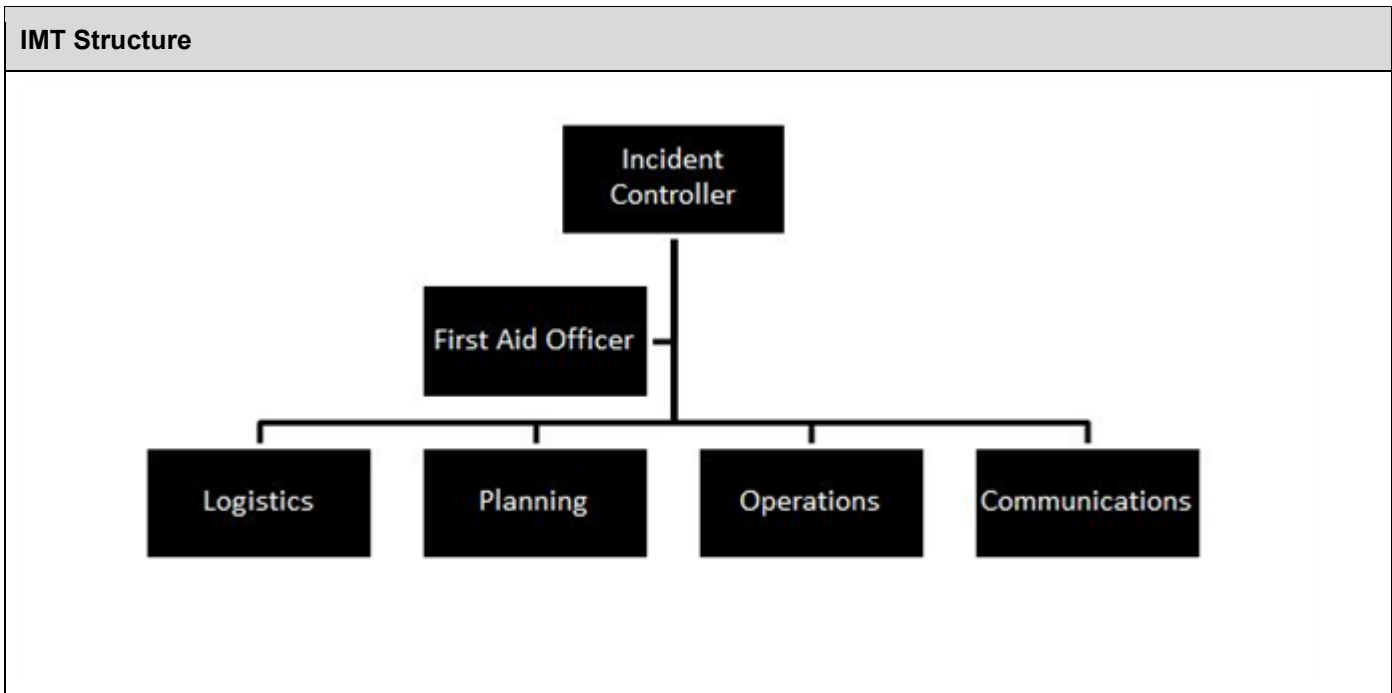 IMT Structure
Incident
Controller
First Aid Officer
Logistics
Planning
Operations
Communications